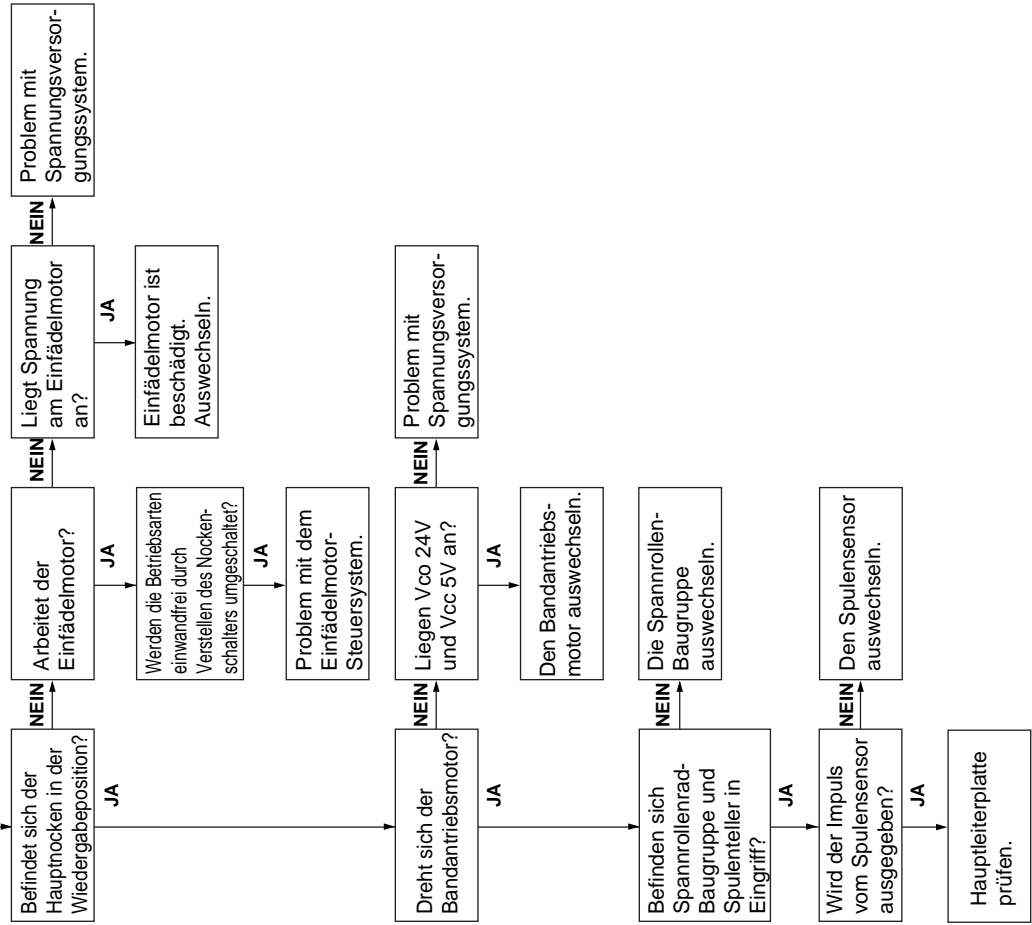 Befindet sich der
Hauptnocken in der
Wiedergabeposition?
NEIN
Arbeitet der
Einfädelmotor?
NEIN
Liegt Spannung
am Einfädelmotor
an?
NEIN
Problem mit
Spannungsversor-
gungssystem.
JA
JA
JA
Werden die Betriebsarten
einwandfrei durch
Verstellen des Nocken-
schalters umgeschaltet?
Einfädelmotor ist
beschädigt.
Auswechseln.
JA
Problem mit dem
Einfädelmotor-
Steuersystem.
Dreht sich der
Bandantriebsmotor?
NEIN
Liegen Vco 24V
und Vcc 5V an?
NEIN
Problem mit
Spannungsversor-
gungssystem.
JA
JA
Den Bandantriebs-
motor auswechseln.
Befinden sich
Spannrollenrad-
Baugruppe und
Spulenteller in
Eingriff?
NEIN
Die Spannrollen-
Baugruppe
auswechseln.
JA
Wird der Impuls
vom Spulensensor
ausgegeben?
NEIN
Den Spulensensor
auswechseln.
JA
Hauptleiterplatte
prüfen.